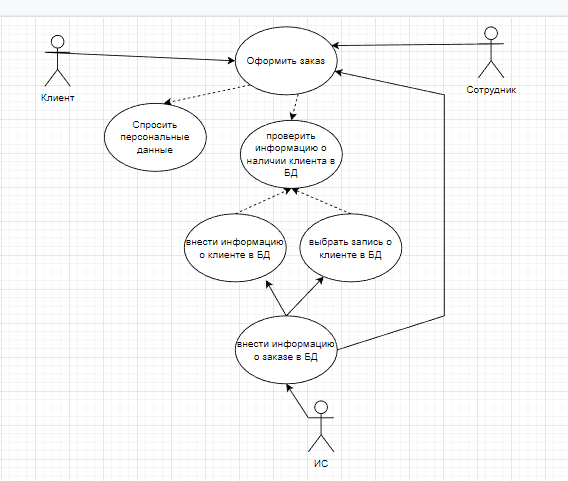 Оформить заказ
Клиент
Сотрудник
Спросить
персональные
данные
проверить
информацию о
наличии клиента в
БД
внести информацию
о клиенте в БД
выбрать запись о
клиенте в БД
внести информацию
о заказе в БД
ИС